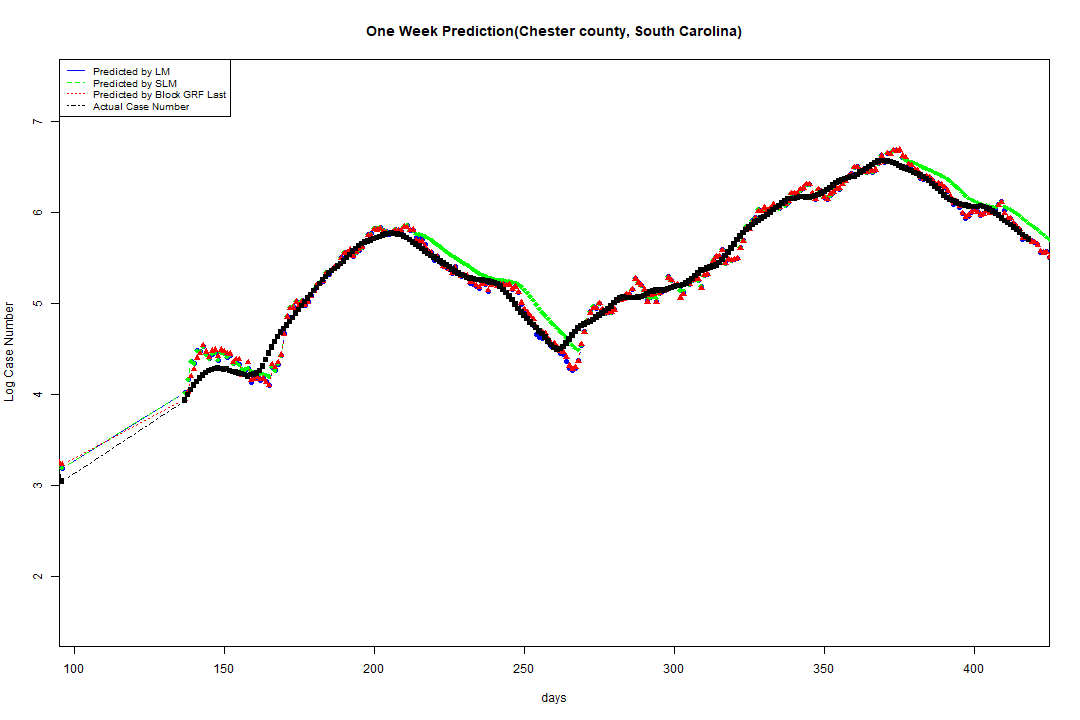 One Week Prediction(Chester county, South Carolina)
Predicted by LM
Predicted by SLM
Predicted by Block GRF Last
Actual Case Number
Log Case Number
7
6
5
4
3
2
100 150 200 250 300 350 400
days